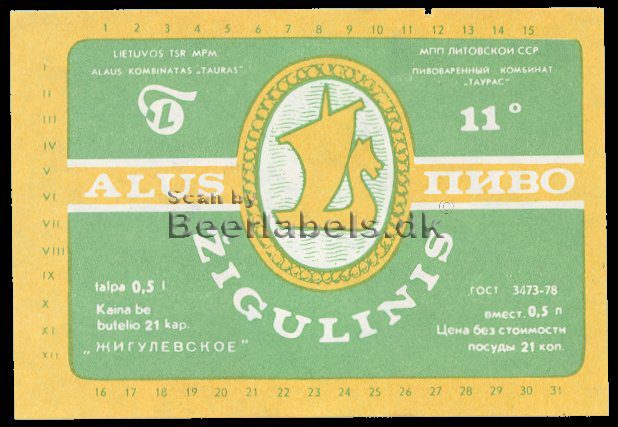 1 2 3 4 5 6 7 8 9 10 11 12 13 14 15
I
II
III
IV
V
VI
VII
VIII
IX
X
XI
XII
LIETUVOS TSR MPM
ALAUS KOMBINATAS „TAURAS"
МПП ЛИТОВСКОЙ ССР
ПИВОВАРЕННЫЙ КОМБИНАТ
„ТАУРАС"
11°
ALUS
ПИВО
Scan by
Beerlabels.dk
©
ŽIGULINIS
talpa 0,5 l
Kaina be
butelio 21 kap.
„ЖИГУЛЕВСКОЕ"
ГОСТ 3473-78
вмест. 0,5 л
Цена без стоимости
посуды 21 коп.
16 17 18 19 20 21 22 23 24 25 26 27 28 29 30 31